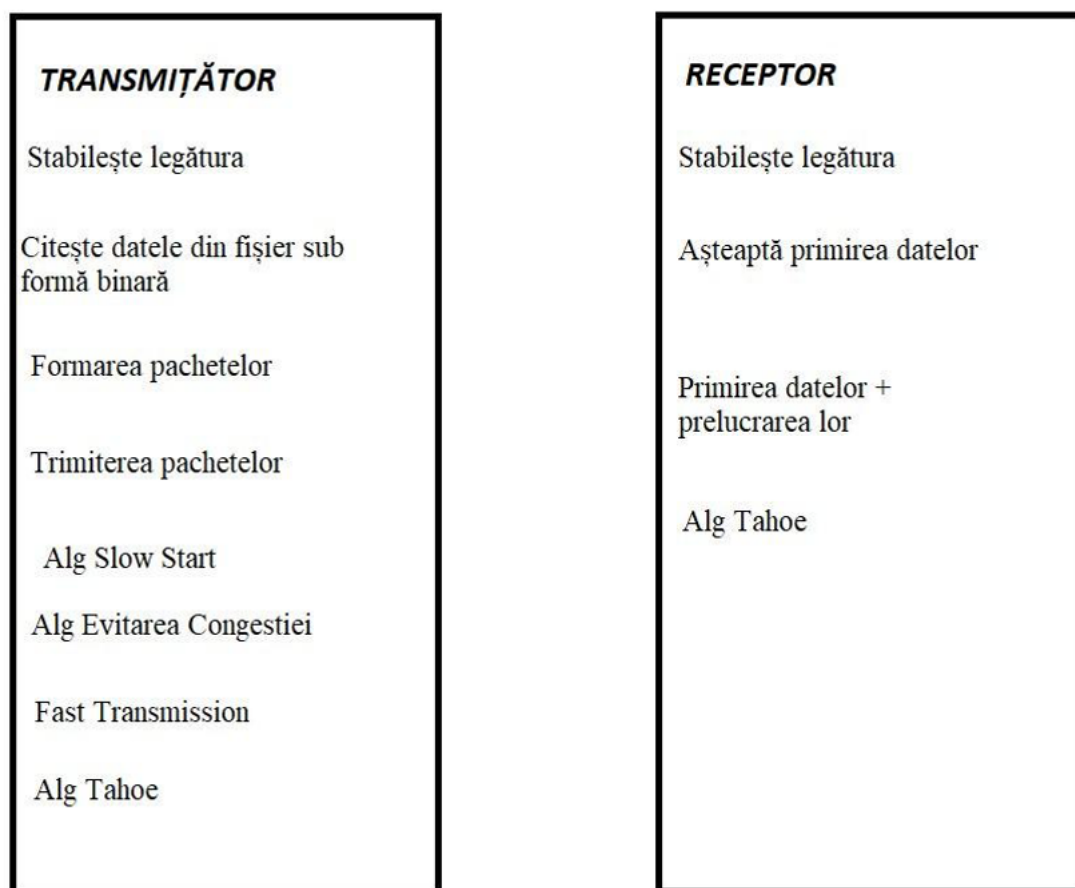 TRANSMIȚĂTOR
Stabilește legătura
Citește datele din fișier sub
formă binară
Formarea pachetelor
Trimiterea pachetelor
Alg Slow Start
Alg Evitarea Congestiei
Fast Transmission
Alg Tahoe
RECEPTOR
Stabilește legătura
Așteaptă primirea datelor
Primirea datelor +
prelucrarea lor
Alg Tahoe